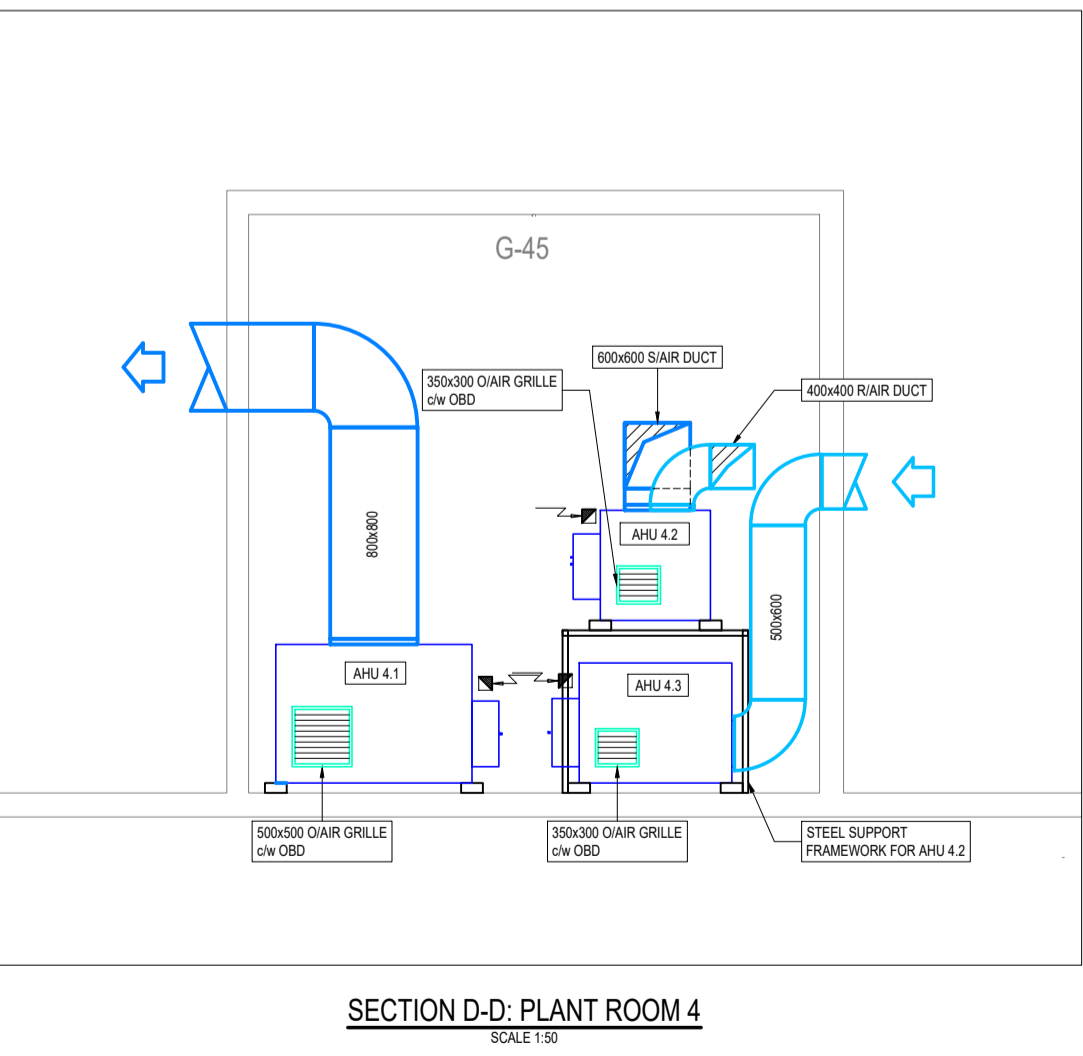 G-45
600x600 S/AIR DUCT
350x300 O/AIR GRILLE
c/w OBD
400x400 R/AIR DUCT
800x800
AHU 4.2
500x600
AHU 4.1
AHU 4.3
500x500 O/AIR GRILLE
c/w OBD
350x300 O/AIR GRILLE
c/w OBD
STEEL SUPPORT
FRAMEWORK FOR AHU 4.2
SECTION D-D: PLANT ROOM 4
SCALE 1:50